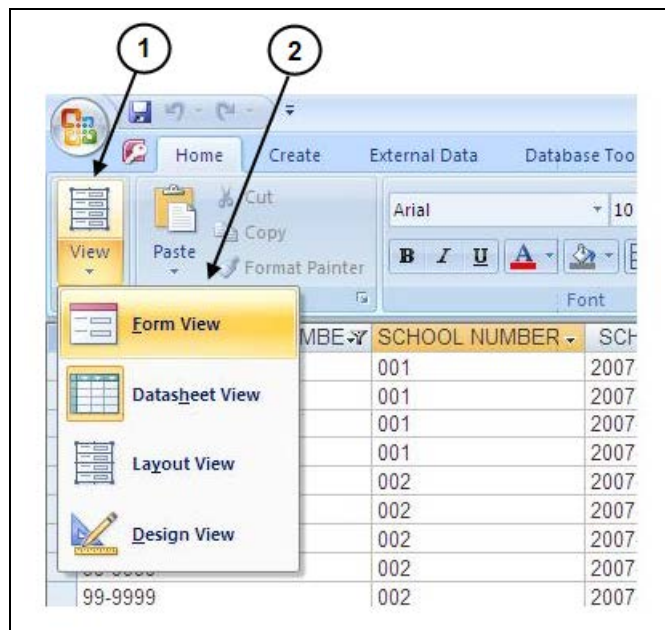 1 2
Home Create External Data Database Too
View Paste Cut
Copy
Format Painter
Arial 10
B I U A
Font
Form View
Datasheet View
Layout View
Design View
MBE SCHOOL NUMBER SCH
001 2007
001 2007
001 2007
001 2007
002 2007
002 2007
002 2007
002 2007
002 2007
99-9999 002 2007